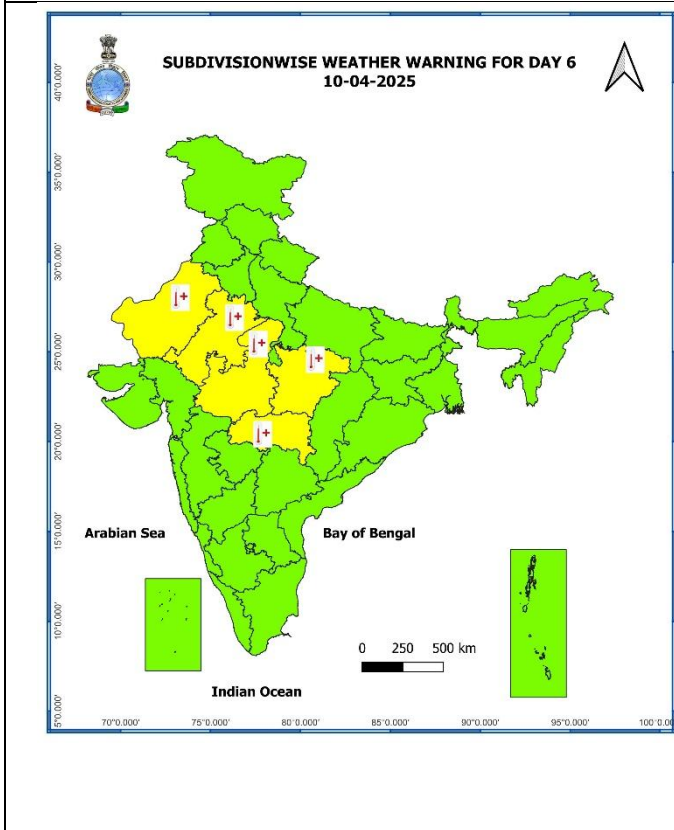 SUBDIVISIONWISE WEATHER WARNING FOR DAY 6
10-04-2025
40°0.000'
35°0.000'
30°0.000'
25°0.000'
20°0.000'
15°0.000'
10°0.000'
5°0.000'
Arabian Sea
Bay of Bengal
0 250 500 km
Indian Ocean
70°0.000' 75°0.000' 80°0.000' 85°0.000' 90°0.000' 95°0.000' 100°0.0